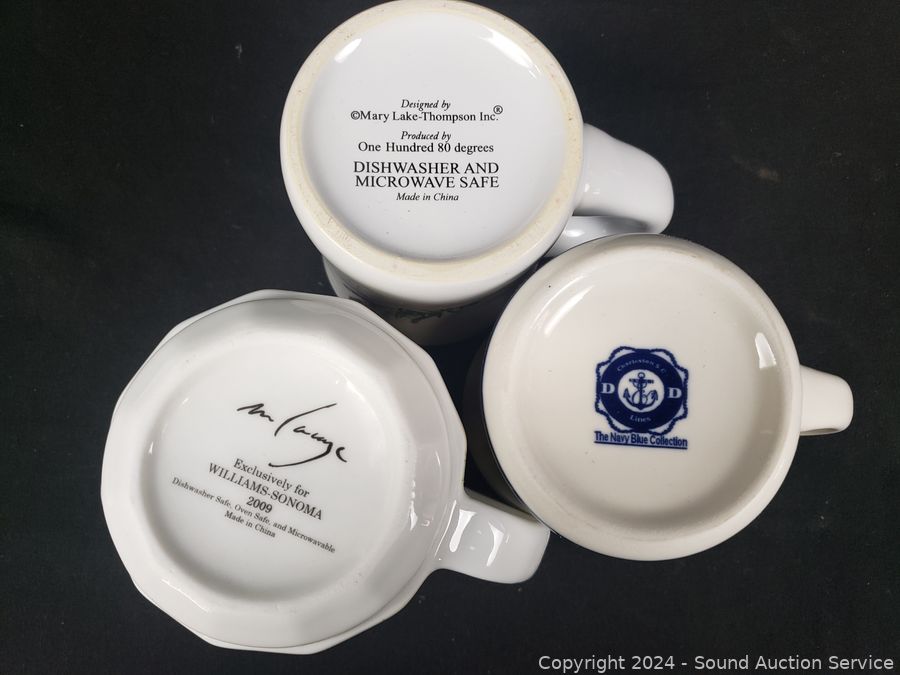 Designed by
©Mary Lake-Thompson Inc.®
Produced by
One Hundred 80 degrees
DISHWASHER AND
MICROWAVE SAFE
Made in China
Charleston S.C.
D D
Lines
The Navy Blue Collection
Exclusively for
WILLIAMS-SONOMA
2009
Dishwasher Safe, Oven Safe, and Microwavable
Made in China
Copyright 2024 - Sound Auction Service